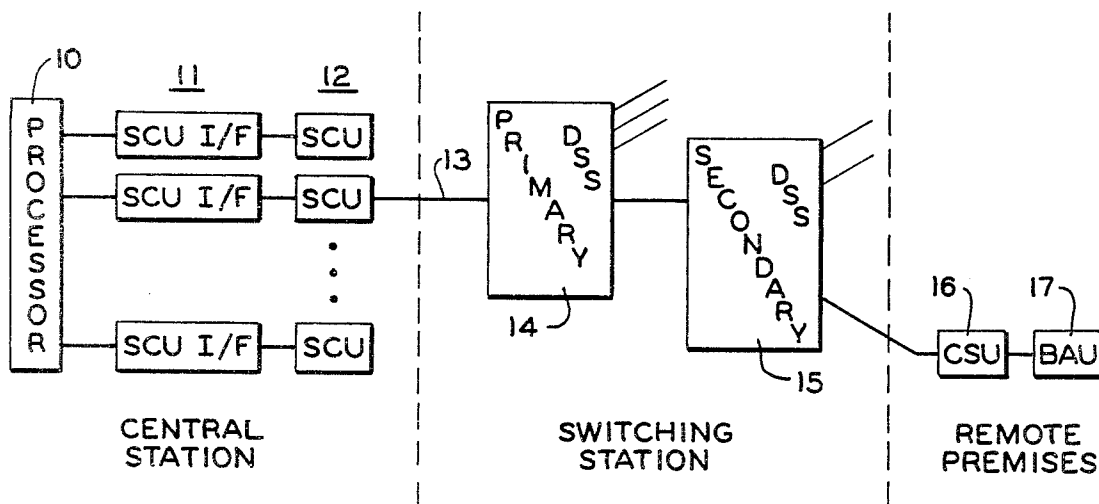 10
11
12
PROCESSOR
SCU I/F
SCU
SCU I/F
SCU
SCU I/F
SCU
13
PRIMARY
DSS
14
SECONDARY
DSS
15
16
17
CSU
BAU
CENTRAL
STATION
SWITCHING
STATION
REMOTE
PREMISES